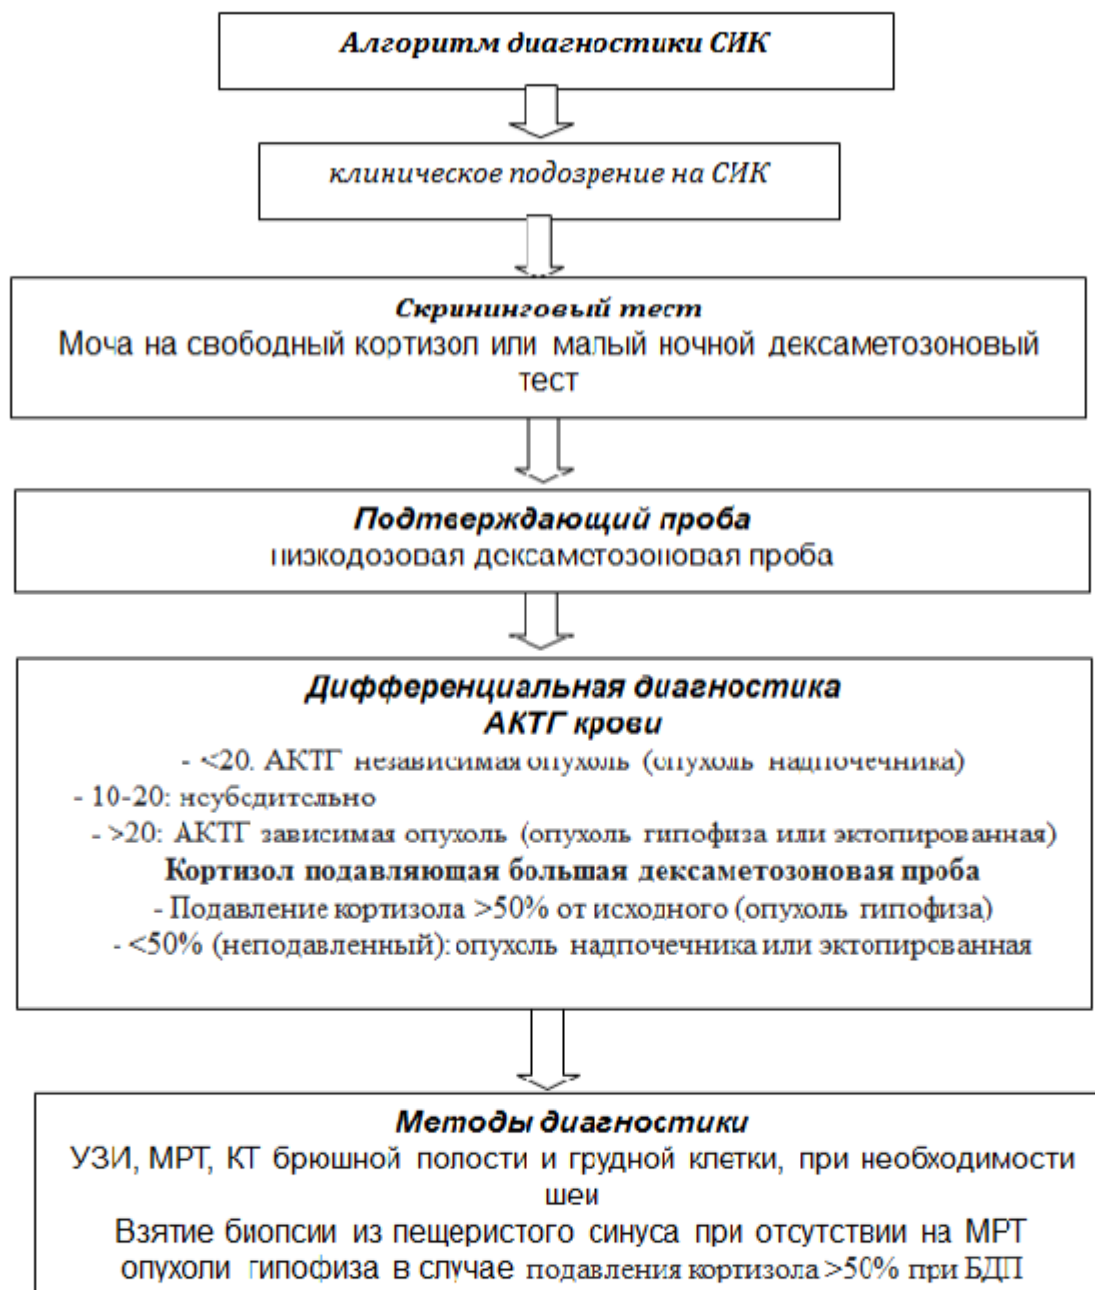 Алгоритм диагностики СИК
клиническое подозрение на СИК
Скрининговый тест
Моча на свободный кортизол или малый ночной дексаметозоновый
тест
Подтверждающий проба
низкодозовая дексаметозоновая проба
Дифференциальная диагностика
АКТГ крови
- <20. АКТГ независимая опухоль (опухоль надпочечника)
- 10-20: неубедительно
- >20: АКТГ зависимая опухоль (опухоль гипофиза или эктопированная)
Кортизол подавляющая большая дексаметозоновая проба
- Подавление кортизола >50% от исходного (опухоль гипофиза)
- <50% (неподавленный): опухоль надпочечника или эктопированная
Методы диагностики
УЗИ, МРТ, КТ брюшной полости и грудной клетки, при необходимости
шеи
Взятие биопсии из пещеристого синуса при отсутствии на МРТ
опухоли гипофиза в случае подавления кортизола >50% при БДП